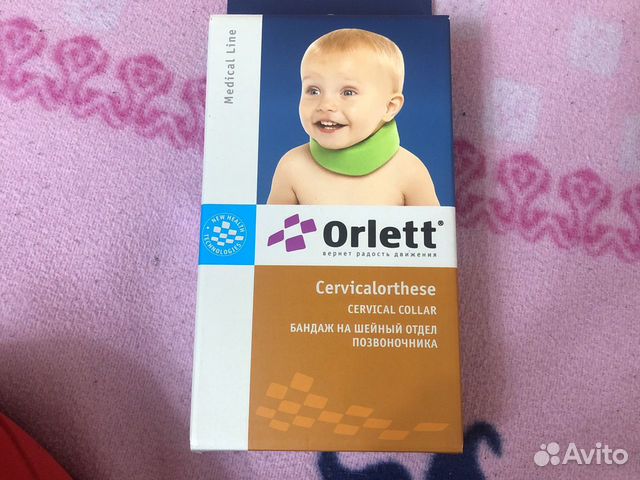 Medical Line
NEW HEALTH
TECHNOLOGIES
Orlett®
вернет радость движения
Cervicalorthese
CERVICAL COLLAR
БАНДАЖ НА ШЕЙНЫЙ ОТДЕЛ
ПОЗВОНОЧНИКА
Avito